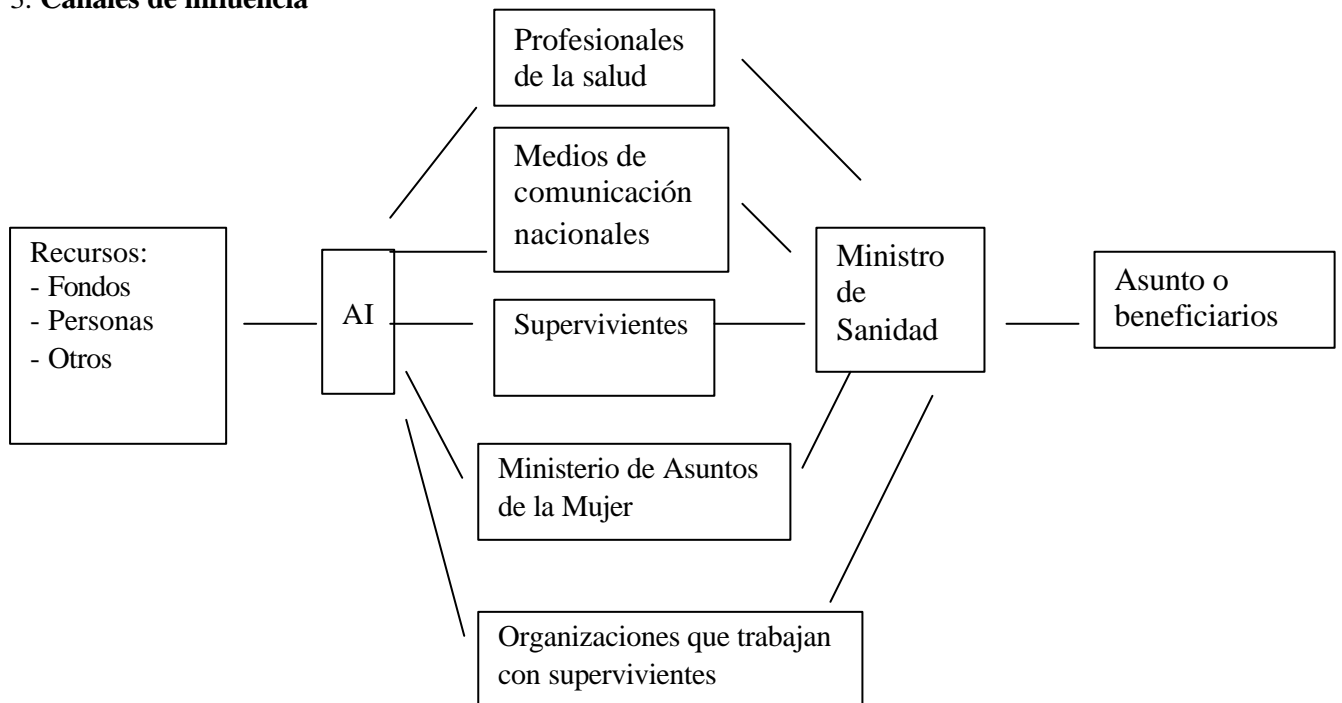 3. Canales de influencia
Profesionales
de la salud
Medios de
comunicación
nacionales
Recursos:
- Fondos
- Personas
- Otros
AI
Supervivientes
Ministro
de
Sanidad
Asunto o
beneficiarios
Ministerio de Asuntos
de la Mujer
Organizaciones que trabajan
con supervivientes